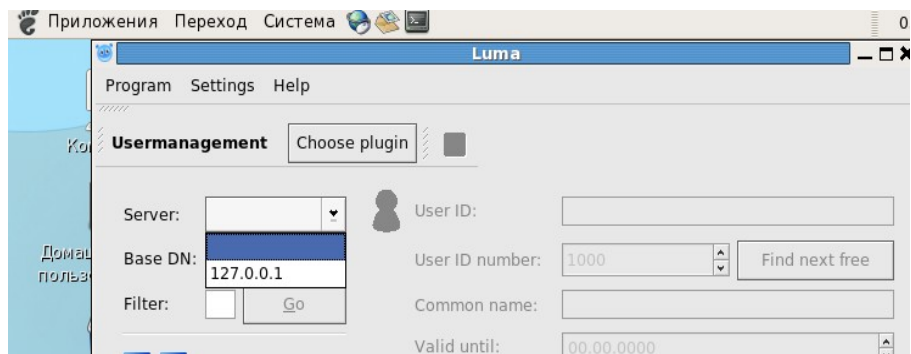 Приложения Переход Система
0
Luma
Program Settings Help
Usermanagement Choose plugin
Server:
User ID:
Base DN:
127.0.0.1
User ID number: 1000 Find next free
Filter: Go
Common name:
Valid until: 00.00.0000